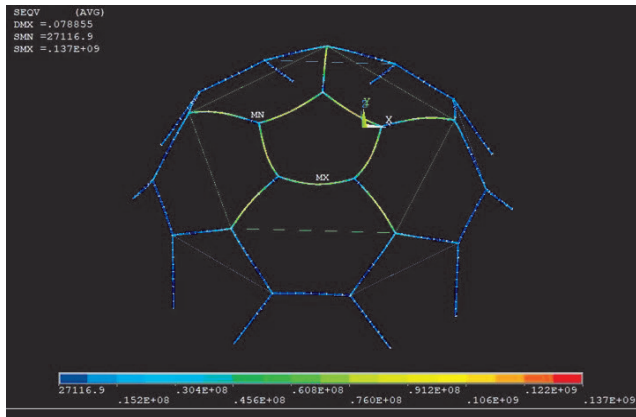 SEQV (AVG)
DMX =.078855
SMN =27116.9
SMX =.137E+09
Y
MN
X
MX
27116.9 .304E+08 .608E+08 .912E+08 .122E+09
.152E+08 .456E+08 .760E+08 .106E+09 .137E+09